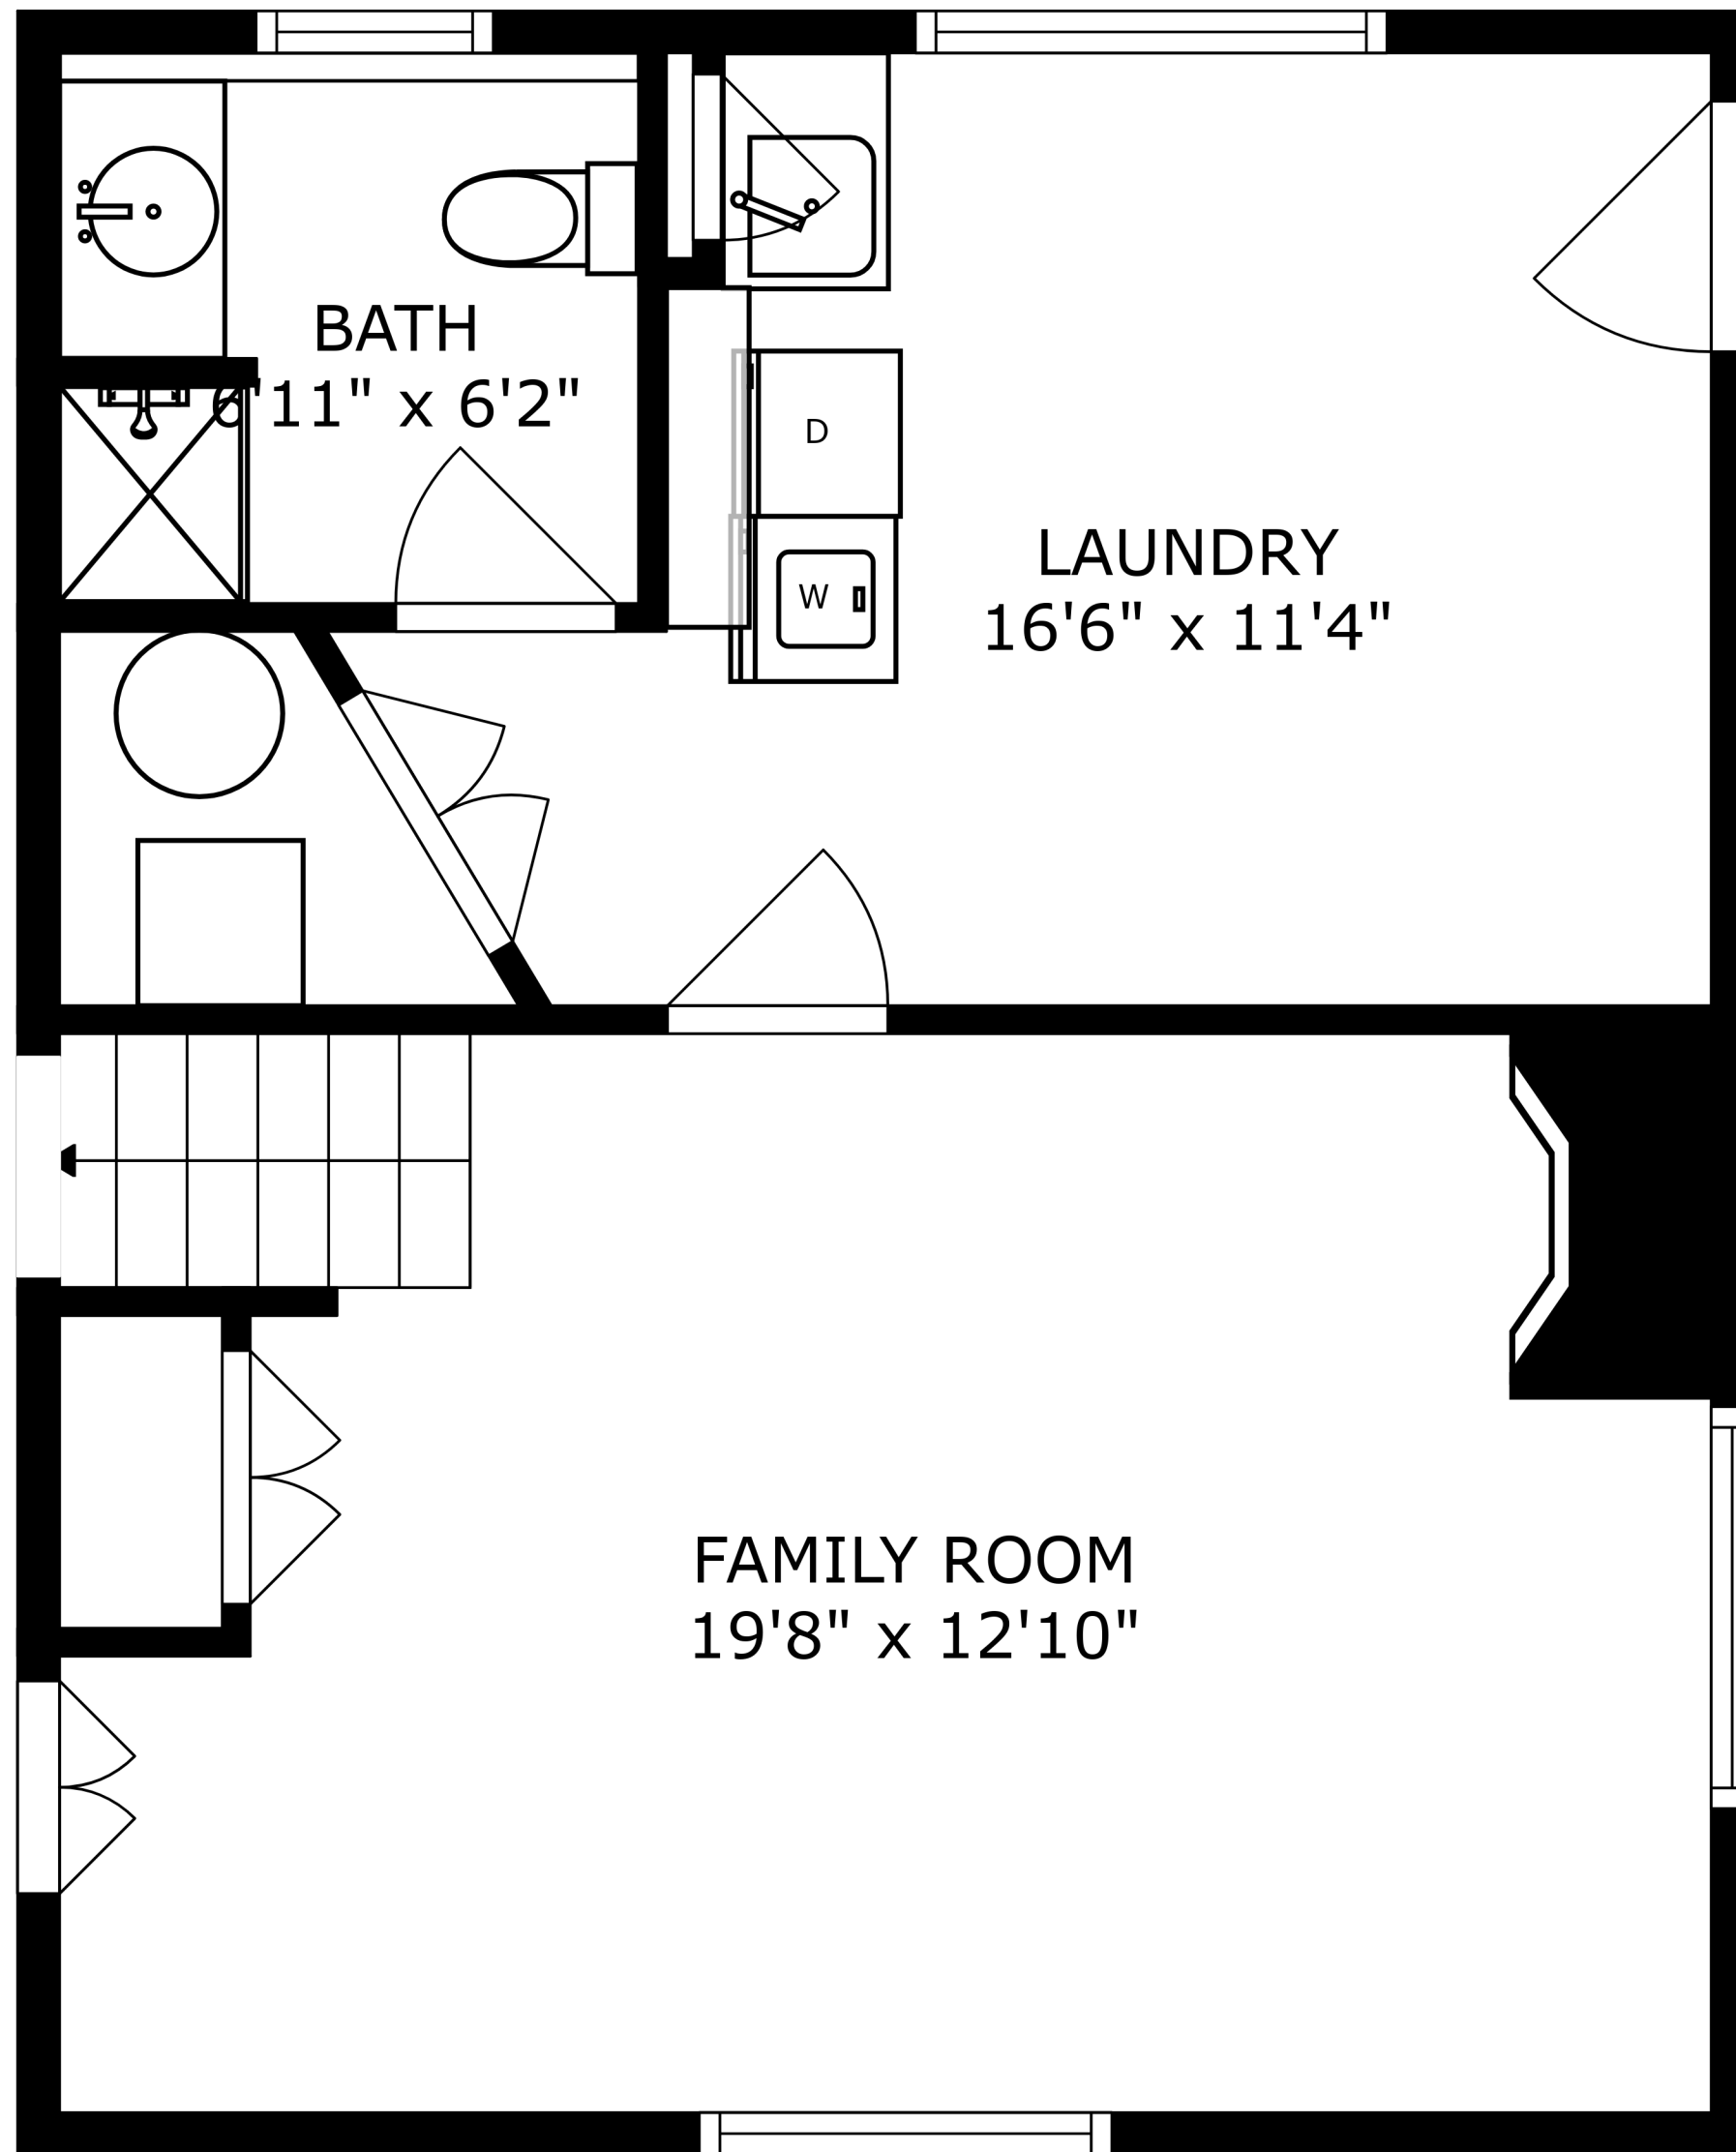 BATH
6'11" x 6'2"
D
W
LAUNDRY
16'6" x 11'4"
FAMILY ROOM
19'8" x 12'10"